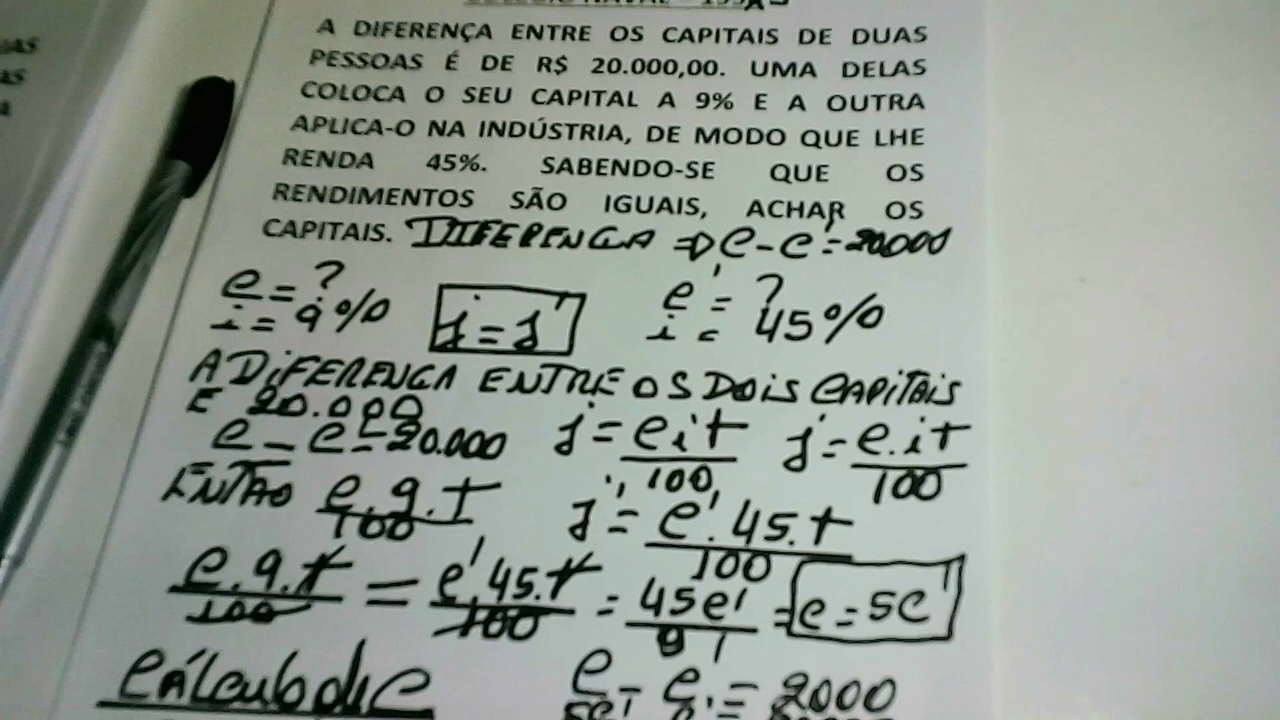 A DIFERENÇA ENTRE OS CAPITAIS DE DUAS
PESSOAS É DE R$ 20.000,00. UMA DELAS
COLOCA O SEU CAPITAL A 9% E A OUTRA
APLICA-O NA INDÚSTRIA, DE MODO QUE LHE
RENDA 45%. SABENDO-SE QUE OS
RENDIMENTOS SÃO IGUAIS, ACHAR OS
CAPITAIS. DIFERENÇA => C - C' = 20000
C = ? C' = ?
i = 9% j = j' i = 45%
A DIFERENÇA ENTRE OS DOIS CAPITAIS
E 20.000
C - C' = 20.000 j = c i t / 100 j' = c . i t / 100
ENTÃO C . 9 . t / 100 j' = C' . 45 . t / 100
C . 9 . t / 100 = C' 45 . t / 100 = 45 C' / 9 = C = 5C'
CÁLCULO DE C C - C' = 2000